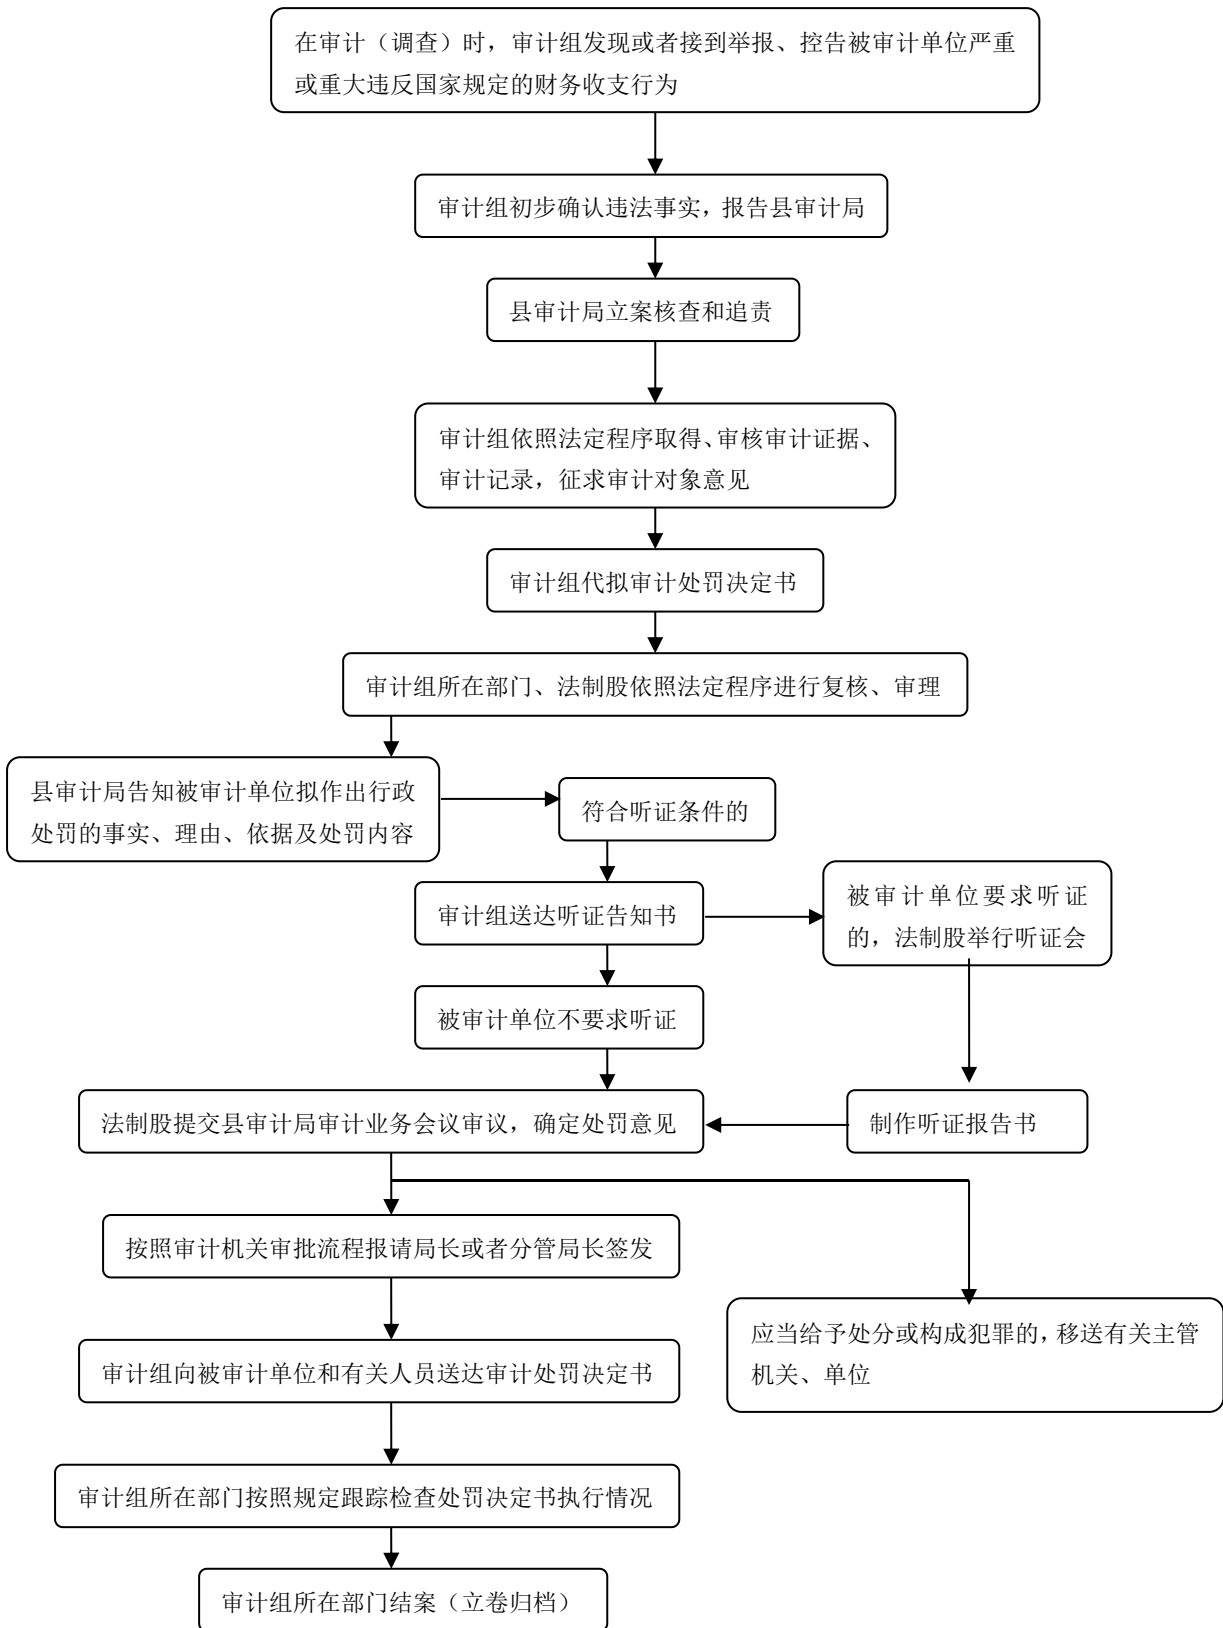 在审计（调查）时，审计组发现或者接到举报、控告被审计单位严重
或重大违反国家规定的财务收支行为
审计组初步确认违法事实，报告县审计局
县审计局立案核查和追责
审计组依照法定程序取得、审核审计证据、
审计记录，征求审计对象意见
审计组代拟审计处罚决定书
审计组所在部门、法制股依照法定程序进行复核、审理
县审计局告知被审计单位拟作出行政
处罚的事实、理由、依据及处罚内容
符合听证条件的
审计组送达听证告知书
被审计单位要求听证
的，法制股举行听证会
被审计单位不要求听证
法制股提交县审计局审计业务会议审议，确定处罚意见
制作听证报告书
按照审计机关审批流程报请局长或者分管局长签发
应当给予处分或构成犯罪的，移送有关主管
机关、单位
审计组向被审计单位和有关人员送达审计处罚决定书
审计组所在部门按照规定跟踪检查处罚决定书执行情况
审计组所在部门结案（立卷归档）